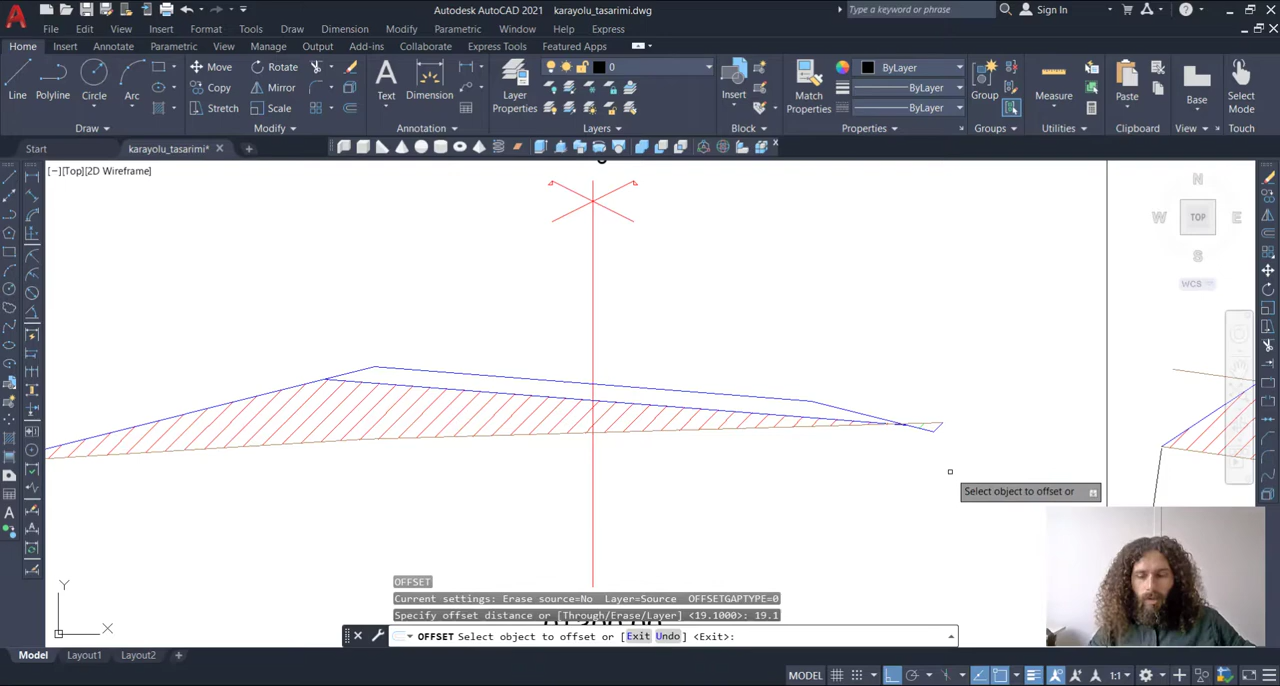 Autodesk AutoCAD 2021 karayolu_tasarimi.dwg
Type a keyword or phrase
Sign In
File Edit View Insert Format Tools Draw Dimension Modify Parametric Window Help Express
Home Insert Annotate Parametric View Manage Output Add-ins Collaborate Express Tools Featured Apps
Line Polyline Circle Arc
Move Rotate
Copy Mirror
Stretch Scale
Text Dimension
Layer Properties
0
Insert
Match Properties
ByLayer
ByLayer
ByLayer
Group
Measure
Paste
Base
Select Mode
Draw Modify Annotation Layers Block Properties Groups Utilities Clipboard View Touch
Start karayolu_tasarimi*
[−][Top][2D Wireframe]
N
W TOP E
S
WCS
Select object to offset or
OFFSET
Current settings: Erase source=No Layer=Source OFFSETGAPTYPE=0
Specify offset distance or [Through/Erase/Layer] <19.1000>: 19.1
OFFSET Select object to offset or [Exit Undo] <Exit>:
Y
X
Model Layout1 Layout2
MODEL
1:1